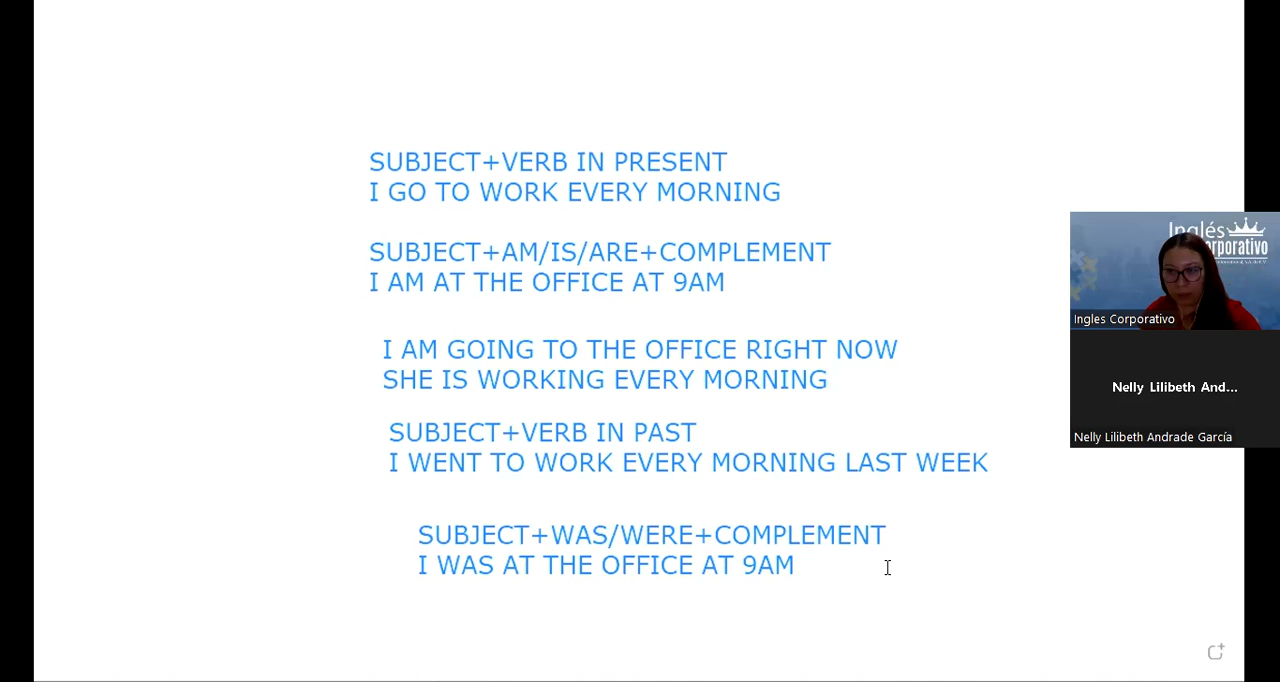 SUBJECT+VERB IN PRESENT
I GO TO WORK EVERY MORNING
SUBJECT+AM/IS/ARE+COMPLEMENT
I AM AT THE OFFICE AT 9AM
I AM GOING TO THE OFFICE RIGHT NOW
SHE IS WORKING EVERY MORNING
SUBJECT+VERB IN PAST
I WENT TO WORK EVERY MORNING LAST WEEK
SUBJECT+WAS/WERE+COMPLEMENT
I WAS AT THE OFFICE AT 9AM
Inglés
Ingles Corporativo
Nelly Lilibeth And...
Nelly Lilibeth Andrade García